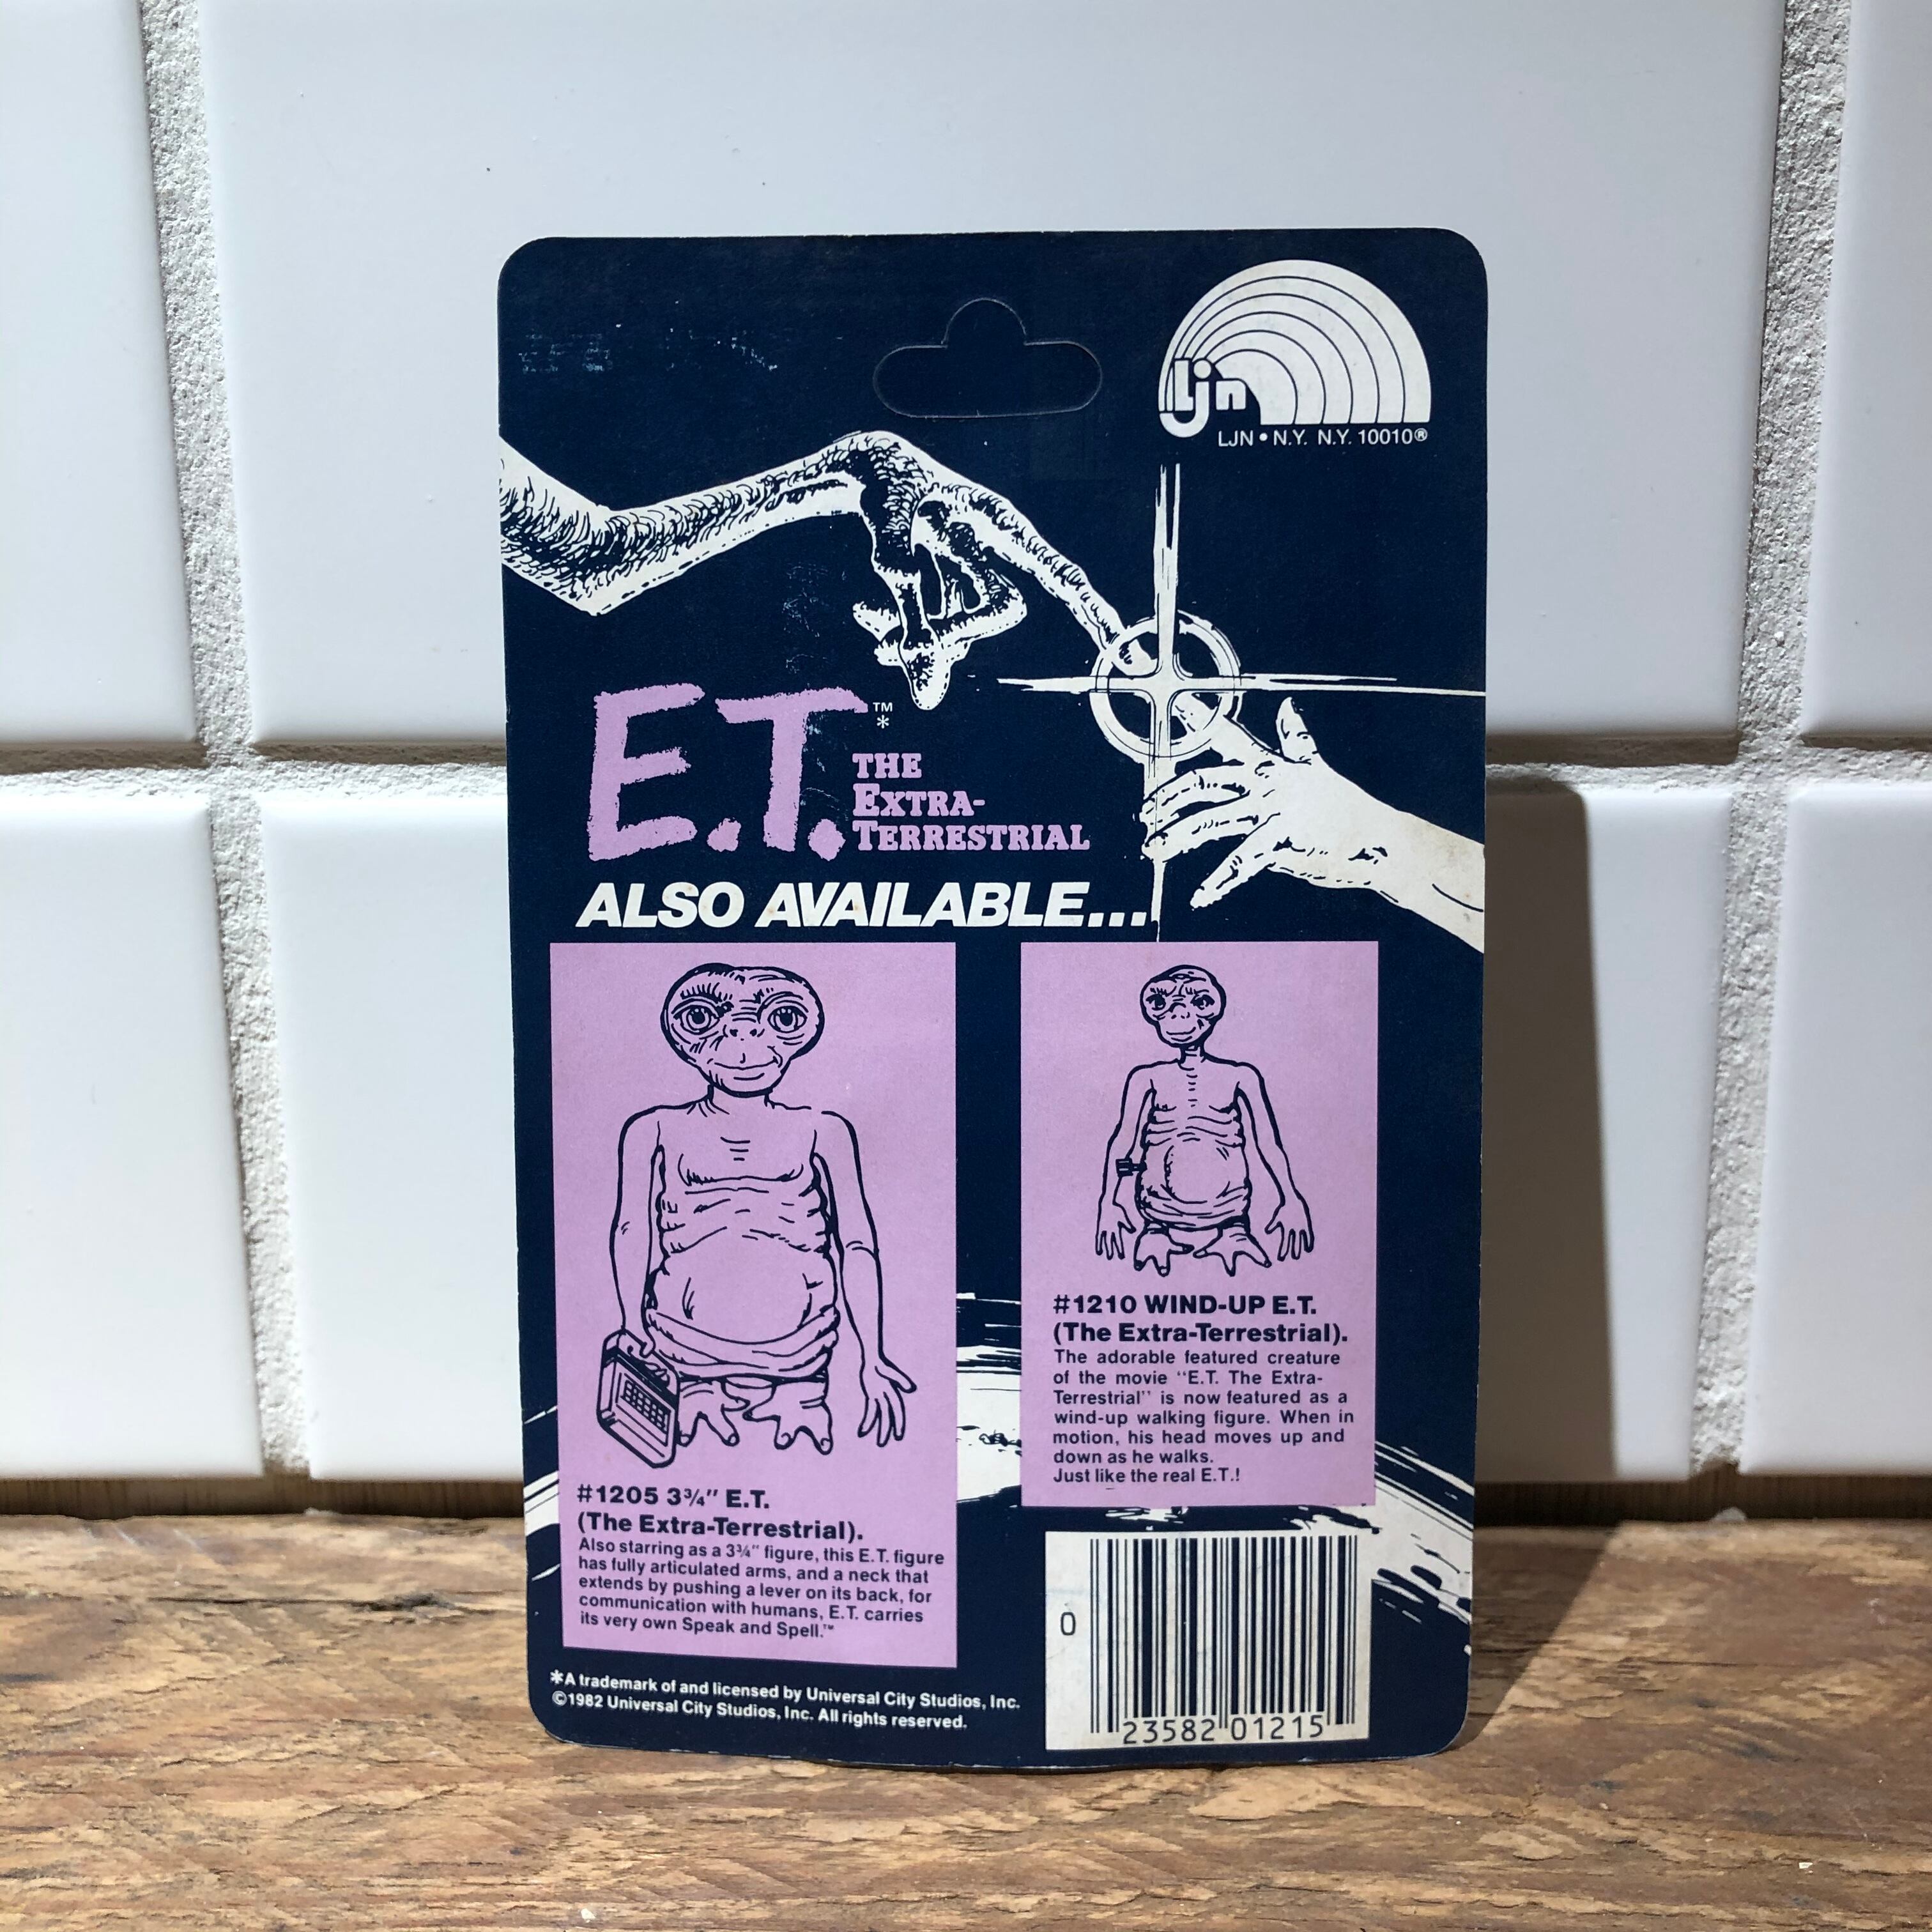 ljn
LJN • N.Y. N.Y. 10010®
E.T.™
*
THE
EXTRA-
TERRESTRIAL
ALSO AVAILABLE...
#1205 3¾" E.T.
(The Extra-Terrestrial).
Also starring as a 3¾" figure, this E.T. figure
has fully articulated arms, and a neck that
extends by pushing a lever on its back, for
communication with humans, E.T. carries
its very own Speak and Spell.™
#1210 WIND-UP E.T.
(The Extra-Terrestrial).
The adorable featured creature
of the movie "E.T. The Extra-
Terrestrial" is now featured as a
wind-up walking figure. When in
motion, his head moves up and
down as he walks.
Just like the real E.T.!
*A trademark of and licensed by Universal City Studios, Inc.
©1982 Universal City Studios, Inc. All rights reserved.
0 23582 01215